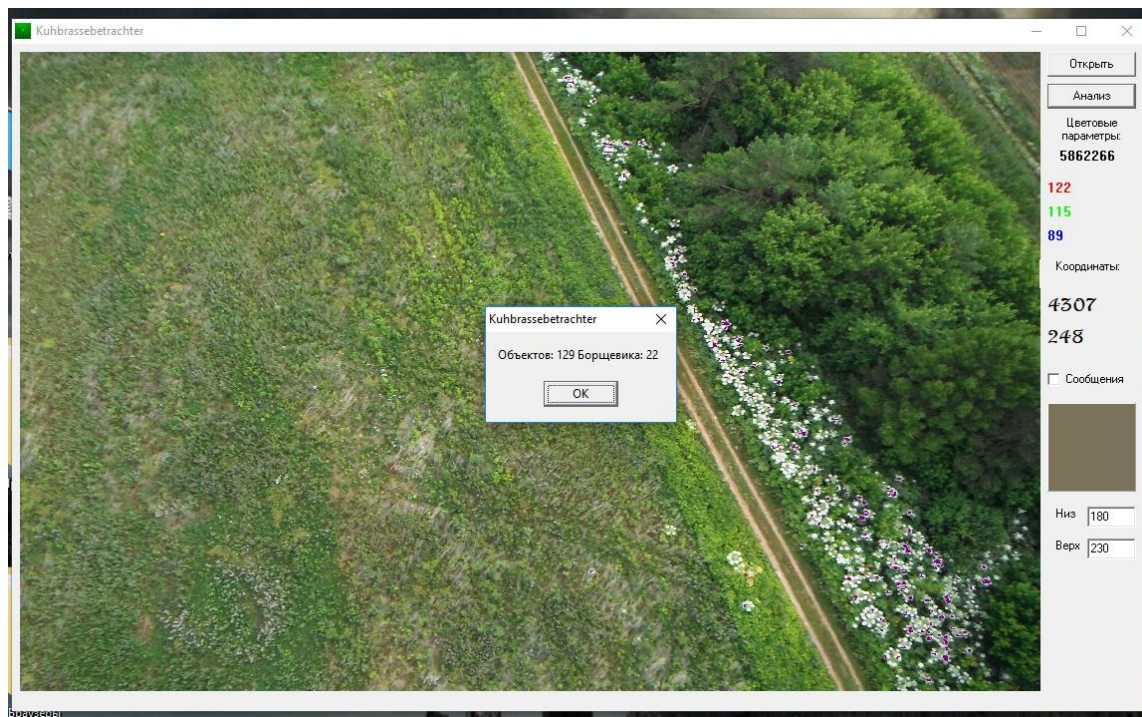 Kuhbrassebetrachter
Открыть
Анализ
Цветовые
параметры:
5862266
122
115
89
Координаты:
4307
248
Сообщения
Низ 180
Верх 230
Kuhbrassebetrachter
Объектов: 129 Борщевика: 22
OK
Браузеры